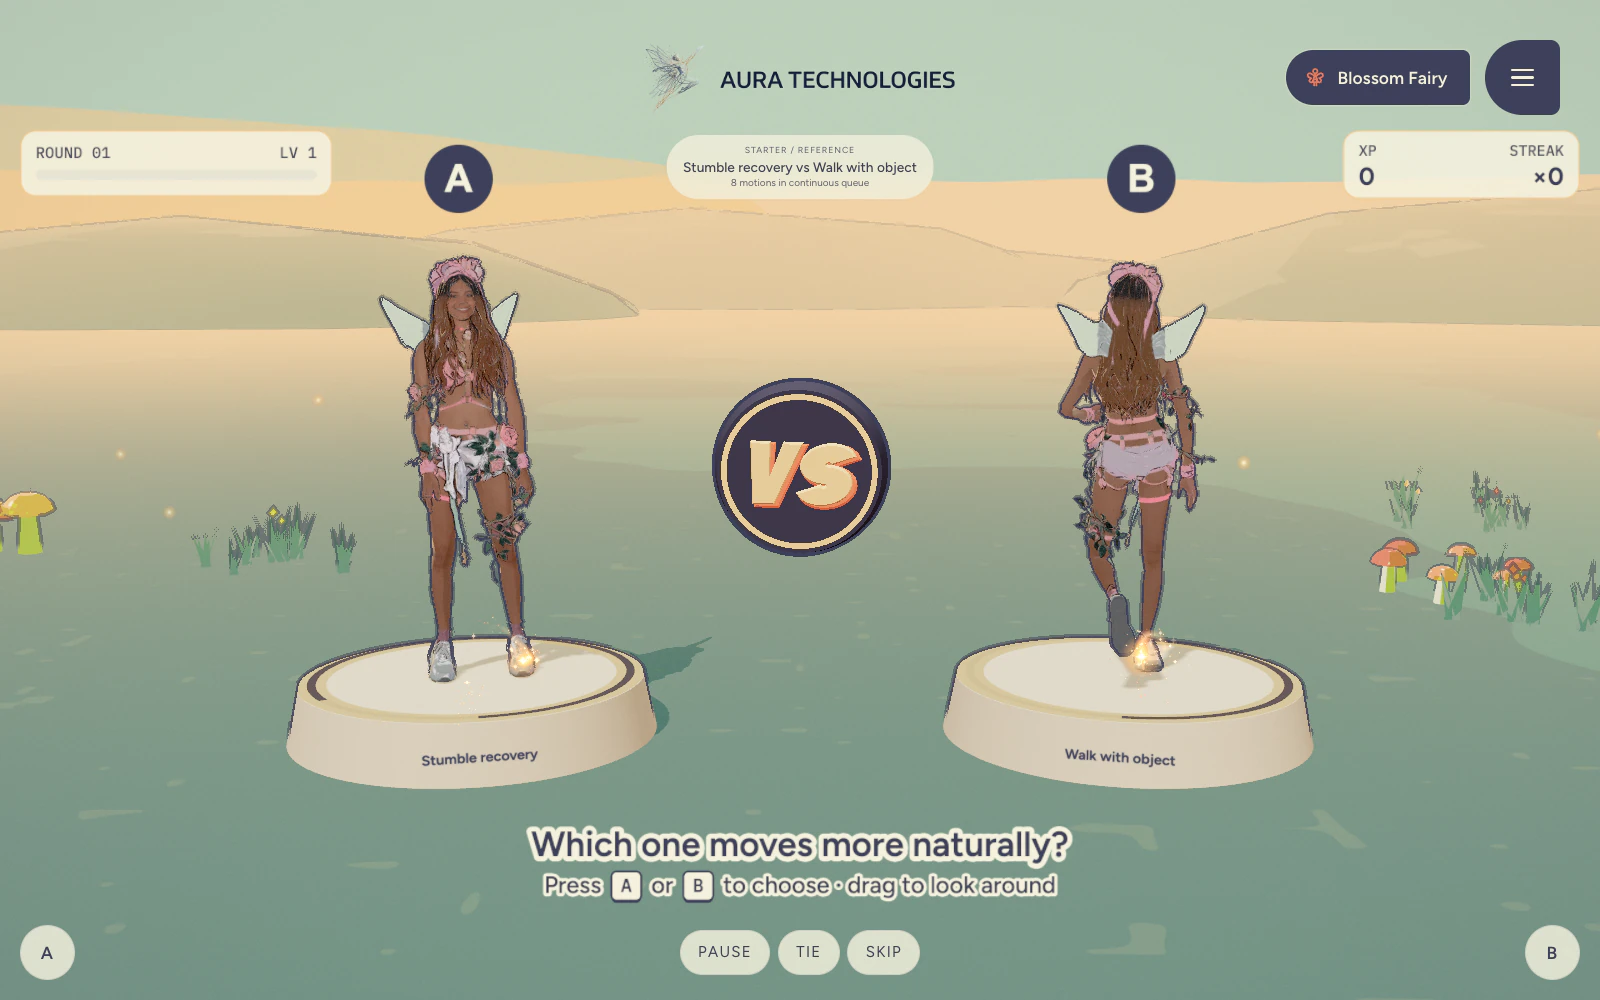 AURA TECHNOLOGIES
Blossom Fairy
ROUND 01 LV 1
A
STARTER / REFERENCE
Stumble recovery vs Walk with object
8 motions in continuous queue
B
XP STREAK
0 ×0
VS
Stumble recovery
Walk with object
Which one moves more naturally?
Press A or B to choose • drag to look around
A
PAUSE TIE SKIP
B